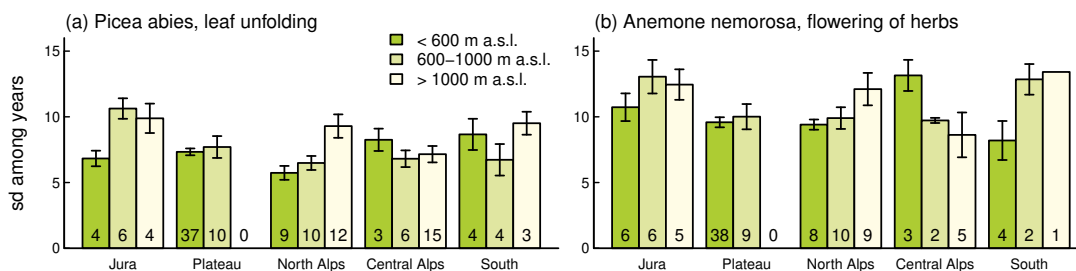 (a) Picea abies, leaf unfolding
< 600 m a.s.l.
600−1000 m a.s.l.
> 1000 m a.s.l.
sd among years
15
10
5
0
4 6 4 37 10 0 9 10 12 3 6 15 4 4 3
Jura Plateau North Alps Central Alps South
(b) Anemone nemorosa, flowering of herbs
15
10
5
0
6 6 5 38 9 0 8 10 9 3 2 5 4 2 1
Jura Plateau North Alps Central Alps South